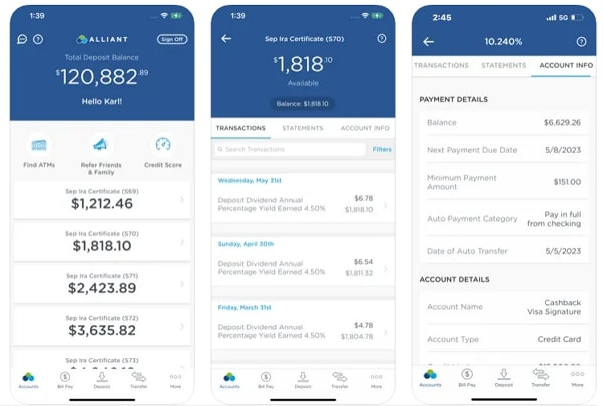 1:39
ALLIANT
Sign Off
Total Deposit Balance
$120,882.89
Hello Karl!
Find ATMs
Refer Friends
& Family
Credit Score
Sep Ira Certificate (S69)
$1,212.46
Sep Ira Certificate (S70)
$1,818.10
Sep Ira Certificate (S71)
$2,423.89
Sep Ira Certificate (S72)
$3,635.82
Sep Ira Certificate (S73)
Accounts
Bill Pay
Deposit
Transfer
More
1:39
Sep Ira Certificate (S70)
$1,818.10
Available
Balance: $1,818.10
TRANSACTIONS
STATEMENTS
ACCOUNT INFO
Search Transactions
Filters
Wednesday, May 31st
Deposit Dividend Annual
Percentage Yield Earned 4.50%
$6.78
$1,818.10
Sunday, April 30th
Deposit Dividend Annual
Percentage Yield Earned 4.50%
$6.54
$1,811.32
Friday, March 31st
Deposit Dividend Annual
Percentage Yield Earned 4.50%
$4.78
$1,804.78
Accounts
Bill Pay
Deposit
Transfer
More
2:45
5G
10.240%
TRANSACTIONS
STATEMENTS
ACCOUNT INFO
PAYMENT DETAILS
Balance
$6,629.26
Next Payment Due Date
5/8/2023
Minimum Payment
Amount
$151.00
Auto Payment Category
Pay in full
from checking
Date of Auto Transfer
5/5/2023
ACCOUNT DETAILS
Account Name
Cashback
Visa Signature
Account Type
Credit Card
Accounts
Bill Pay
Deposit
Transfer
More